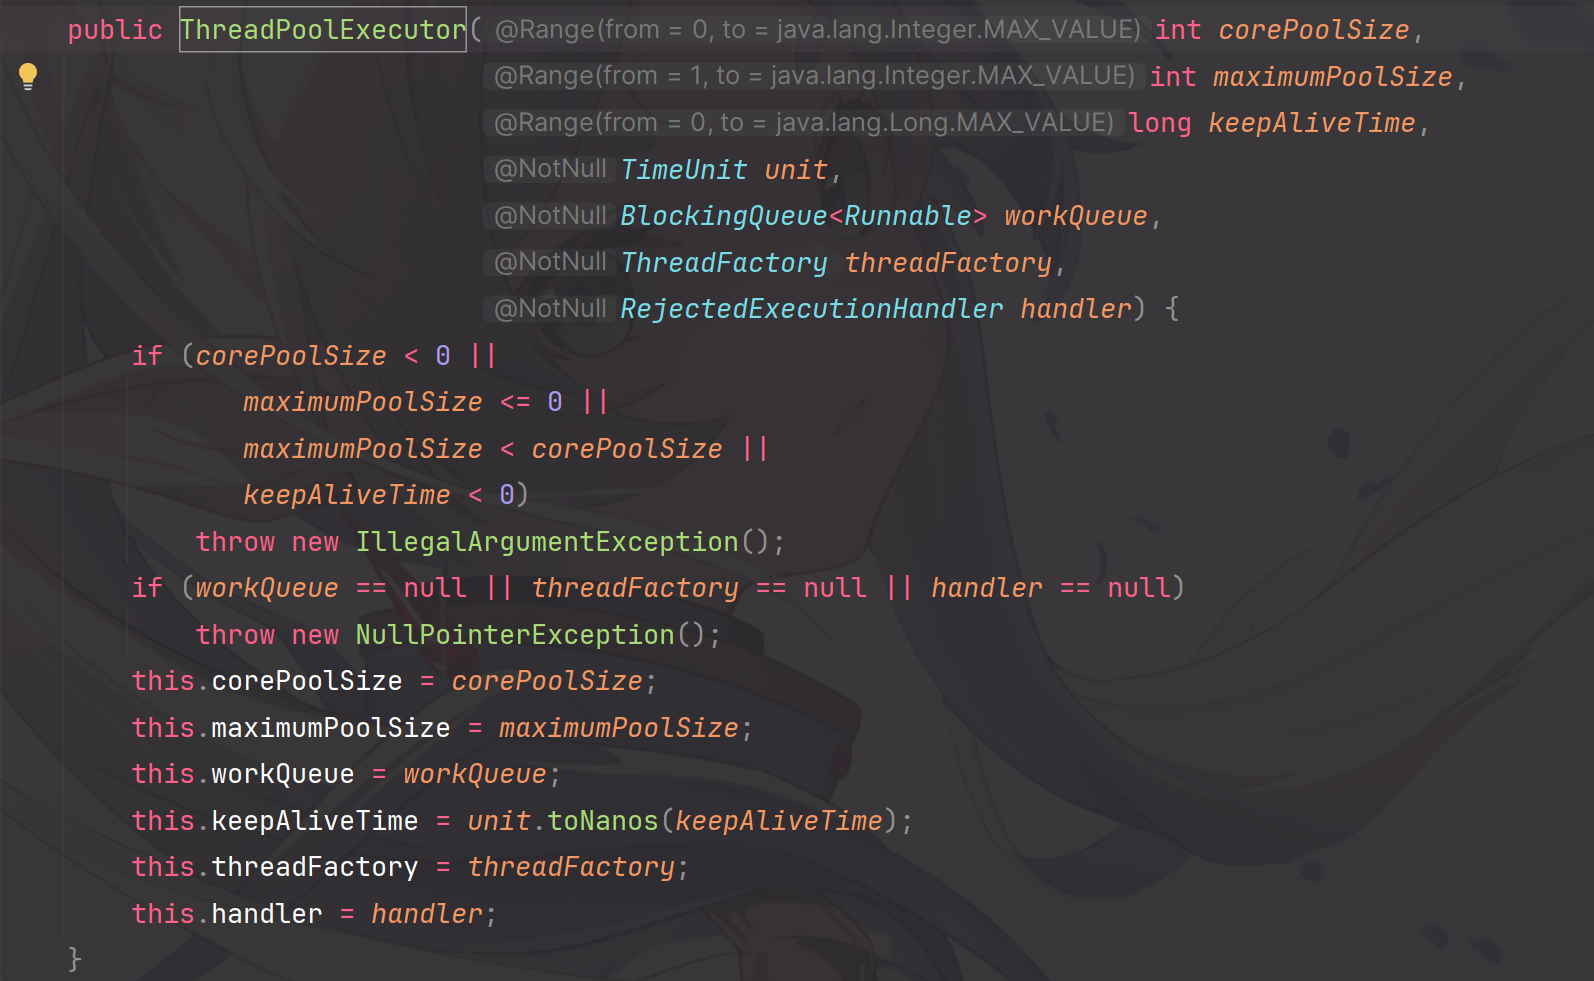 public ThreadPoolExecutor( @Range(from = 0, to = java.lang.Integer.MAX_VALUE) int corePoolSize,
@Range(from = 1, to = java.lang.Integer.MAX_VALUE) int maximumPoolSize,
@Range(from = 0, to = java.lang.Long.MAX_VALUE) long keepAliveTime,
@NotNull TimeUnit unit,
@NotNull BlockingQueue<Runnable> workQueue,
@NotNull ThreadFactory threadFactory,
@NotNull RejectedExecutionHandler handler) {
if (corePoolSize < 0 ||
maximumPoolSize <= 0 ||
maximumPoolSize < corePoolSize ||
keepAliveTime < 0)
throw new IllegalArgumentException();
if (workQueue == null || threadFactory == null || handler == null)
throw new NullPointerException();
this.corePoolSize = corePoolSize;
this.maximumPoolSize = maximumPoolSize;
this.workQueue = workQueue;
this.keepAliveTime = unit.toNanos(keepAliveTime);
this.threadFactory = threadFactory;
this.handler = handler;
}